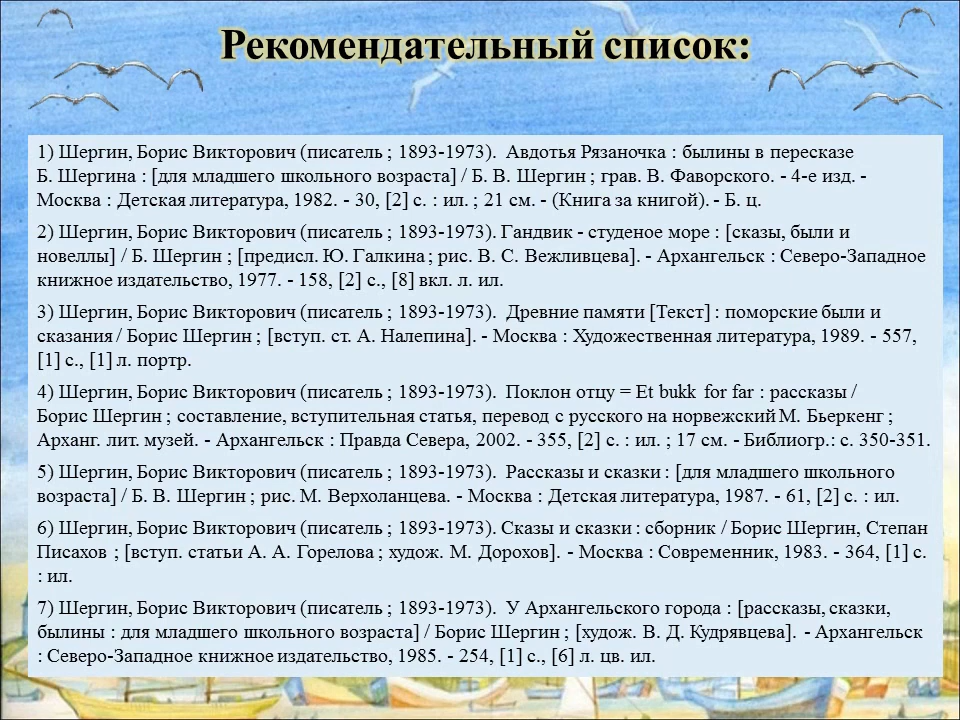 Рекомендательный список:
1) Шергин, Борис Викторович (писатель ; 1893-1973).  Авдотья Рязаночка : былины в пересказе
Б. Шергина : [для младшего школьного возраста] / Б. В. Шергин ; грав. В. Фаворского. - 4-е изд. -
Москва : Детская литература, 1982. - 30, [2] с. : ил. ; 21 см. - (Книга за книгой). - Б. ц.
2) Шергин, Борис Викторович (писатель ; 1893-1973). Гандвик - студеное море : [сказы, были и
новеллы] / Б. Шергин ; [предисл. Ю. Галкина ; рис. В. С. Вежливцева]. - Архангельск : Северо-Западное
книжное издательство, 1977. - 158, [2] с., [8] вкл. л. ил.
3) Шергин, Борис Викторович (писатель ; 1893-1973).  Древние памяти [Текст] : поморские были и
сказания / Борис Шергин ; [вступ. ст. А. Налепина]. - Москва : Художественная литература, 1989. - 557,
[1] с., [1] л. портр.
4) Шергин, Борис Викторович (писатель ; 1893-1973).  Поклон отцу = Et bukk for far : рассказы /
Борис Шергин ; составление, вступительная статья, перевод с русского на норвежский М. Бьеркенг ;
Арханг. лит. музей. - Архангельск : Правда Севера, 2002. - 355, [2] с. : ил. ; 17 см. - Библиогр.: с. 350-351.
5) Шергин, Борис Викторович (писатель ; 1893-1973).  Рассказы и сказки : [для младшего школьного
возраста] / Б. В. Шергин ; рис. М. Верхоланцева. - Москва : Детская литература, 1987. - 61, [2] с. : ил.
6) Шергин, Борис Викторович (писатель ; 1893-1973). Сказы и сказки : сборник / Борис Шергин, Степан
Писахов ; [вступ. статьи А. А. Горелова ; худож. М. Дорохов]. - Москва : Современник, 1983. - 364, [1] с.
: ил.
7) Шергин, Борис Викторович (писатель ; 1893-1973).  У Архангельского города : [рассказы, сказки,
былины : для младшего школьного возраста] / Борис Шергин ; [худож. В. Д. Кудрявцева].  - Архангельск
: Северо-Западное книжное издательство, 1985. - 254, [1] с., [6] л. цв. ил.